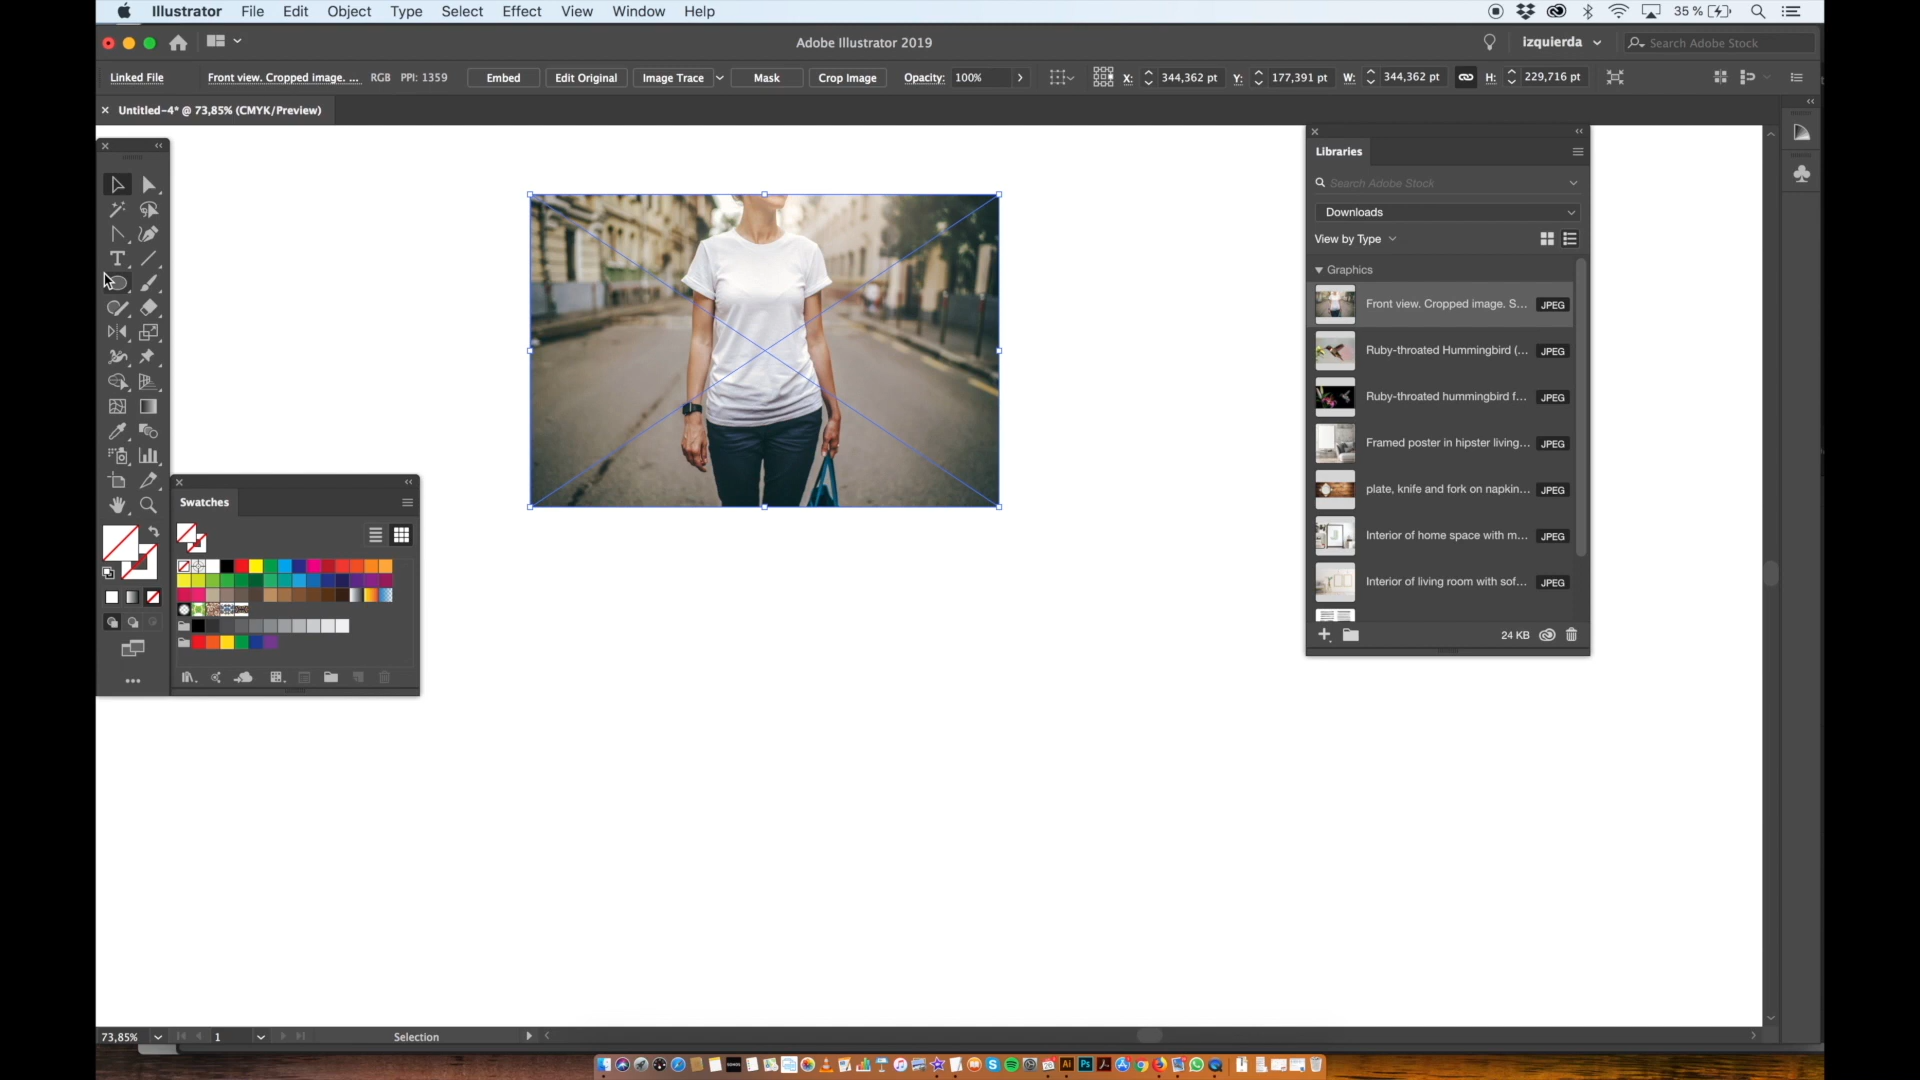 Illustrator File Edit Object Type Select Effect View Window Help 35 %
Adobe Illustrator 2019 izquierda Search Adobe Stock
Linked File Front view. Cropped image. ... RGB PPI: 1359 Embed Edit Original Image Trace Mask Crop Image Opacity: 100% X: 344,362 pt Y: 177,391 pt W: 344,362 pt H: 229,716 pt
Untitled-4* @ 73,85% (CMYK/Preview)
Libraries
Search Adobe Stock
Downloads
View by Type
Graphics
Front view. Cropped image. S... JPEG
Ruby-throated Hummingbird (... JPEG
Ruby-throated hummingbird f... JPEG
Framed poster in hipster living... JPEG
plate, knife and fork on napkin... JPEG
Interior of home space with m... JPEG
Interior of living room with sof... JPEG
24 KB
Swatches
73,85% 1 Selection
Ai Ps